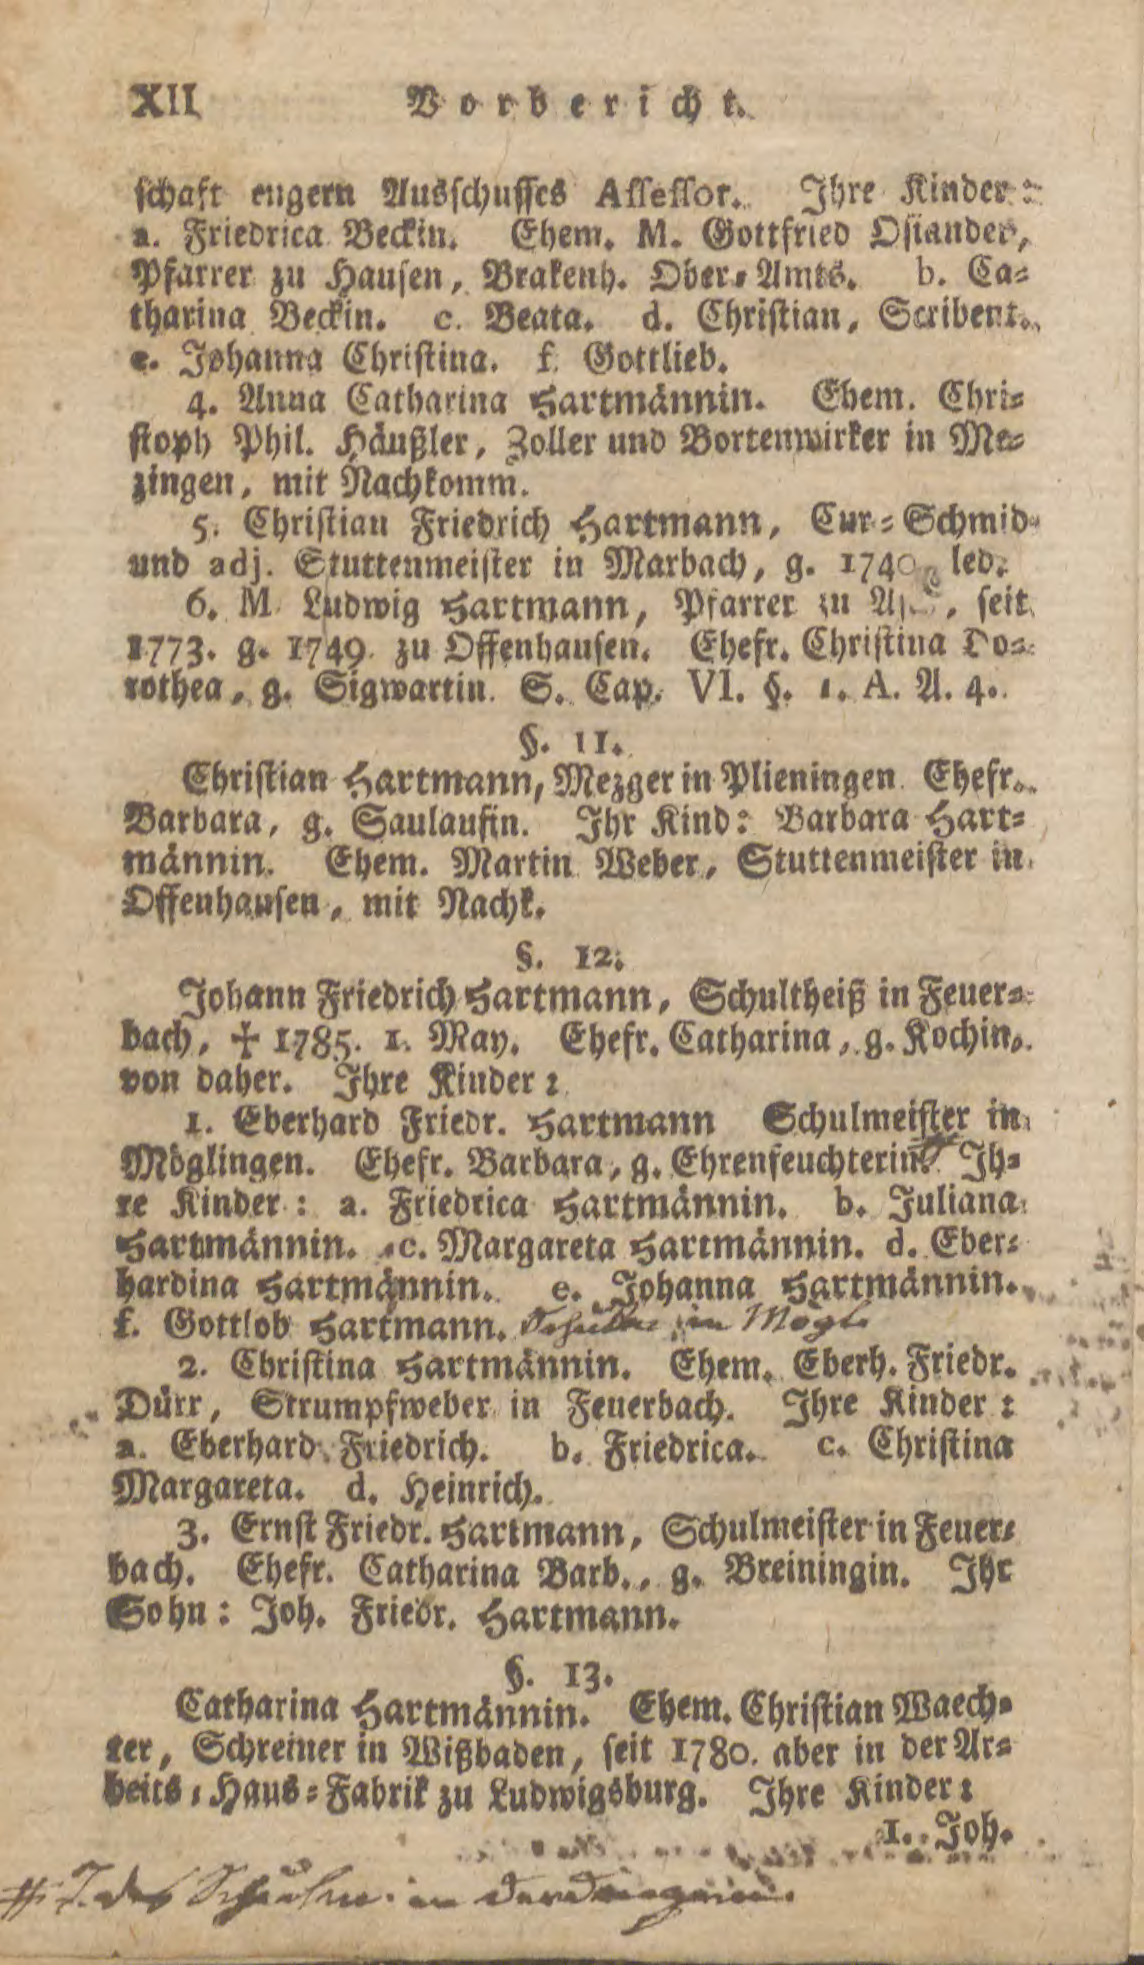 XII Vorbericht.
schaft engern Ausschusses Assessor. Ihre Kinder:
a. Friedrica Beckin. Ehem. M. Gottfried Osiander,
Pfarrer zu Hausen, Brakenh. Ober-Amts. b. Ca-
tharina Beckin. c. Beata. d. Christian, Scribent.
e. Johanna Christina. f. Gottlieb.
4. Anna Catharina Hartmännin. Ehem. Chri-
stoph Phil. Häußler, Zoller und Bortenwirker in Me-
zingen, mit Nachkomm.
5. Christian Friedrich Hartmann, Cur-Schmid
und adj. Stuttenmeister in Marbach, g. 1740. led.
6. M. Ludwig Hartmann, Pfarrer zu seit
1773. g. 1749. zu Offenhausen. Ehefr. Christina Do-
rothea, g. Sigwartin. S. Cap. VI. §. 1. A. A. 4.
§. 11.
Christian Hartmann, Mezger in Plieningen. Ehefr.
Barbara, g. Saulaufin. Ihr Kind: Barbara Hart-
männin. Ehem. Martin Weber, Stuttenmeister in
Offenhausen, mit Nachk.
§. 12.
Johann Friedrich Hartmann, Schultheiß in Feuer-
bach, † 1785. 1. May. Ehefr. Catharina, g. Kochin,
von daher. Ihre Kinder:
1. Eberhard Friedr. Hartmann Schulmeister in
Möglingen. Ehefr. Barbara, g. Ehrenfeuchterin. Ih-
re Kinder: a. Friedrica Hartmännin. b. Juliana
Hartmännin. c. Margareta Hartmännin. d. Eber-
hardina Hartmännin. e. Johanna Hartmännin.
f. Gottlob Hartmann. in Mögl.
2. Christina Hartmännin. Ehem. Eberh. Friedr.
Dürr, Strumpfweber in Feuerbach. Ihre Kinder:
a. Eberhard Friedrich. b. Friedrica. c. Christina
Margareta. d. Heinrich.
3. Ernst Friedr. Hartmann, Schulmeister in Feuer-
bach. Ehefr. Catharina Barb., g. Breiningin. Ihr
Sohn: Joh. Friedr. Hartmann.
§. 13.
Catharina Hartmännin. Ehem. Christian Waech-
ter, Schreiner in Wißbaden, seit 1780. aber in der Ar-
beits-Haus-Fabrik zu Ludwigsburg. Ihre Kinder:
1. Joh.
des in